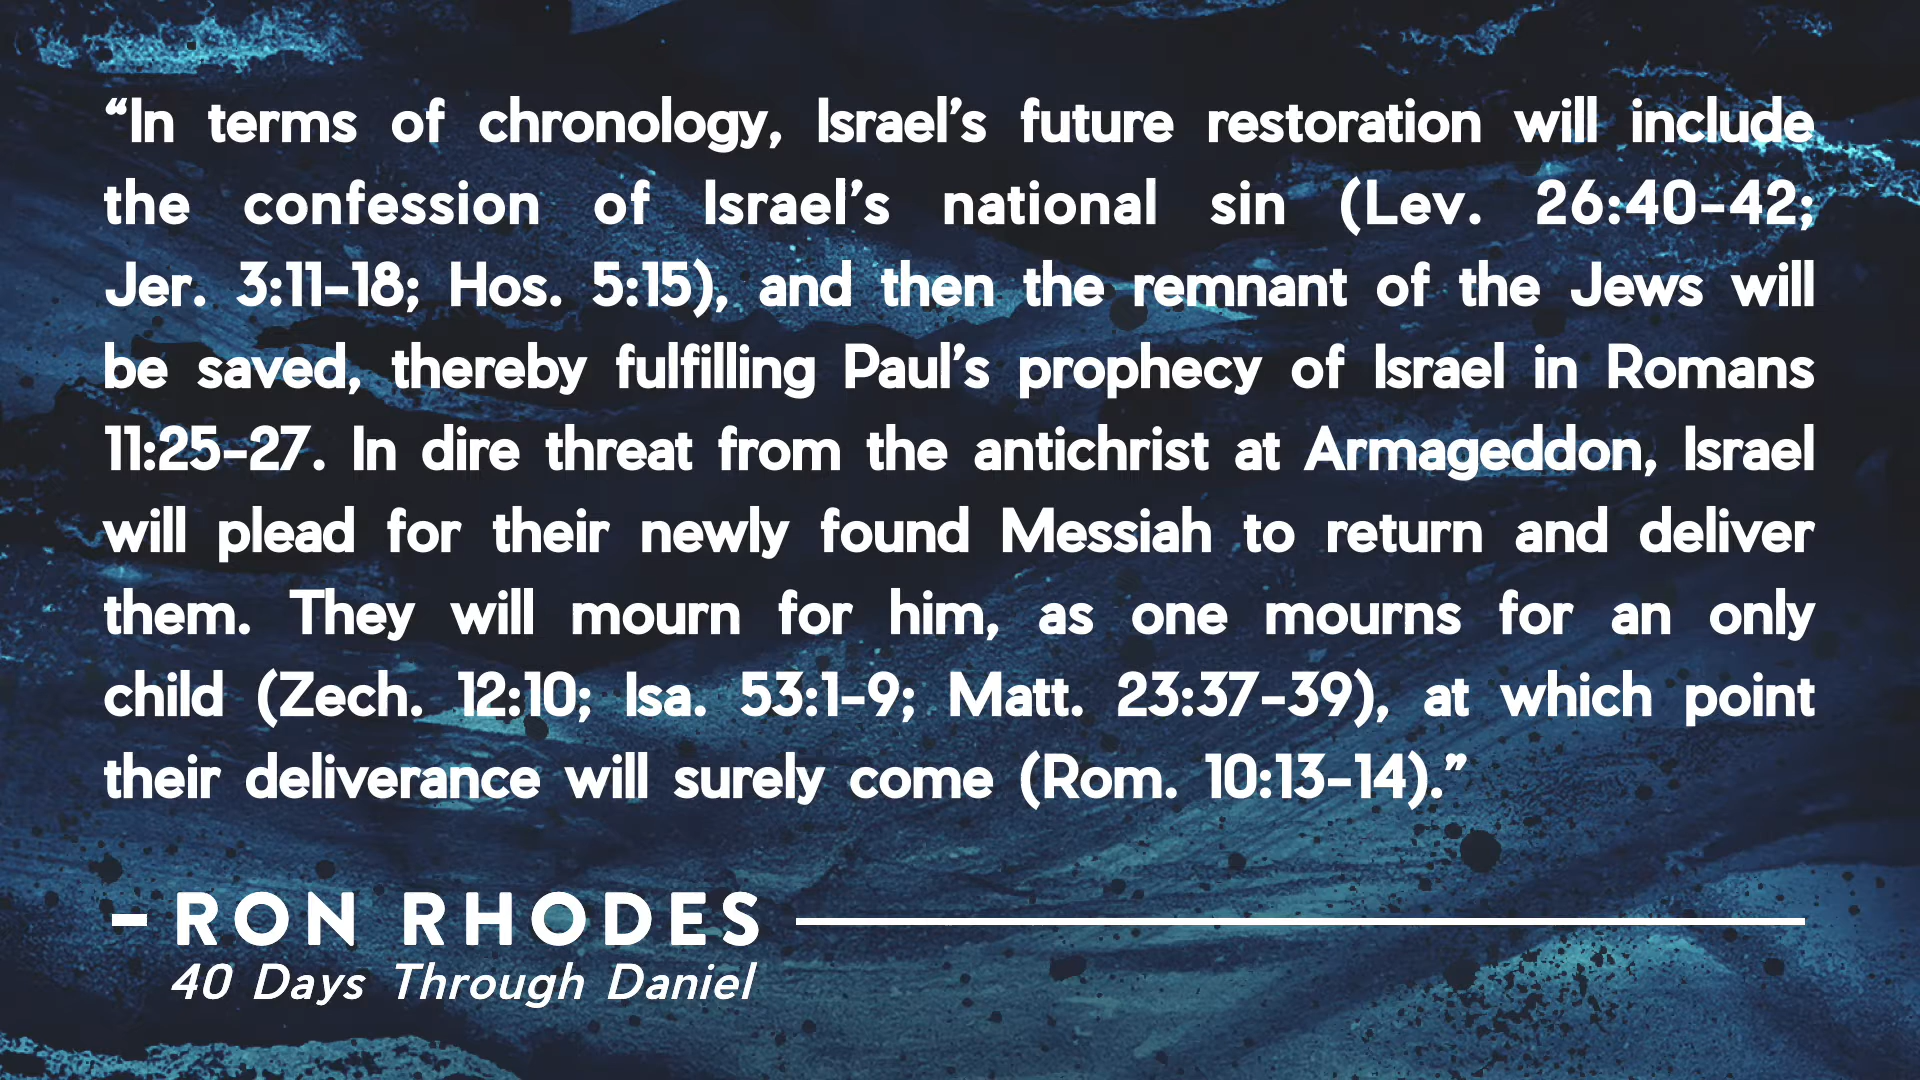 “In terms of chronology, Israel’s future restoration will include
the confession of Israel’s national sin (Lev. 26:40-42;
Jer. 3:11-18; Hos. 5:15), and then the remnant of the Jews will
be saved, thereby fulfilling Paul’s prophecy of Israel in Romans
11:25-27. In dire threat from the antichrist at Armageddon, Israel
will plead for their newly found Messiah to return and deliver
them. They will mourn for him, as one mourns for an only
child (Zech. 12:10; Isa. 53:1-9; Matt. 23:37-39), at which point
their deliverance will surely come (Rom. 10:13-14).”
– RON RHODES
40 Days Through Daniel